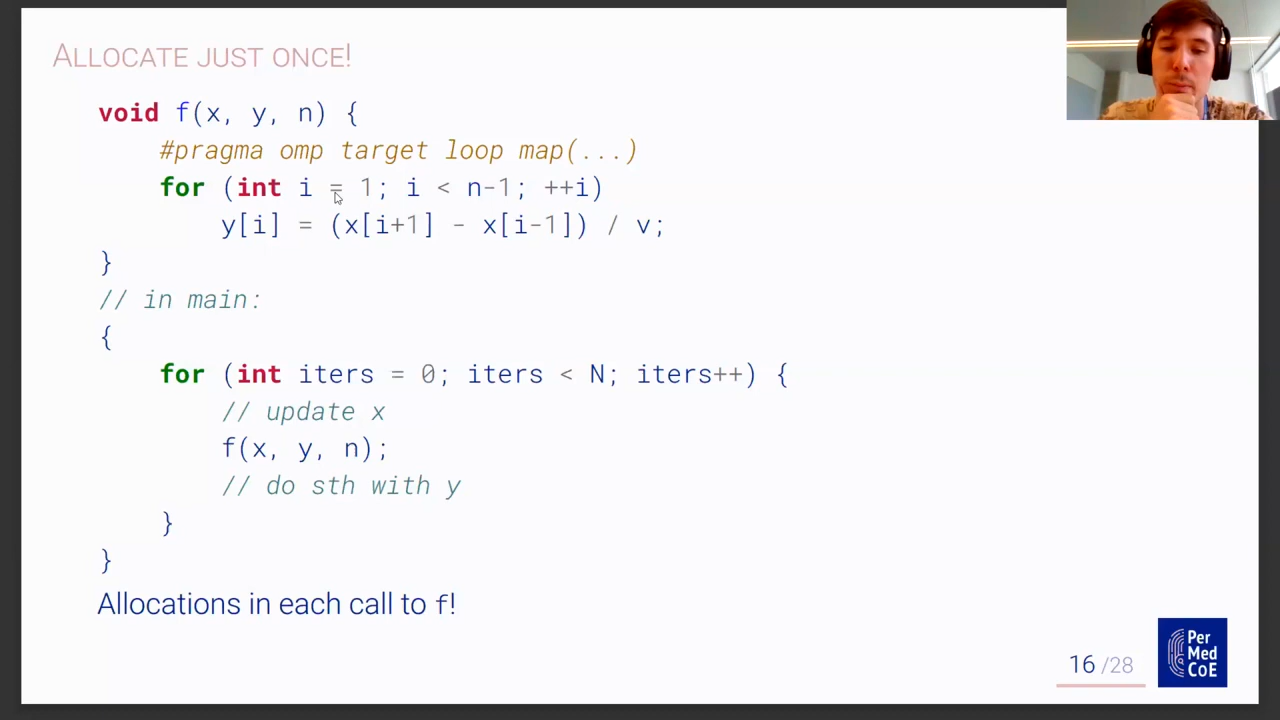 ALLOCATE JUST ONCE!
void f(x, y, n) {
#pragma omp target loop map(...)
for (int i = 1; i < n-1; ++i)
y[i] = (x[i+1] - x[i-1]) / v;
}
// in main:
{
for (int iters = 0; iters < N; iters++) {
// update x
f(x, y, n);
// do sth with y
}
}
Allocations in each call to f!
16 /28
Per
Med
CoE